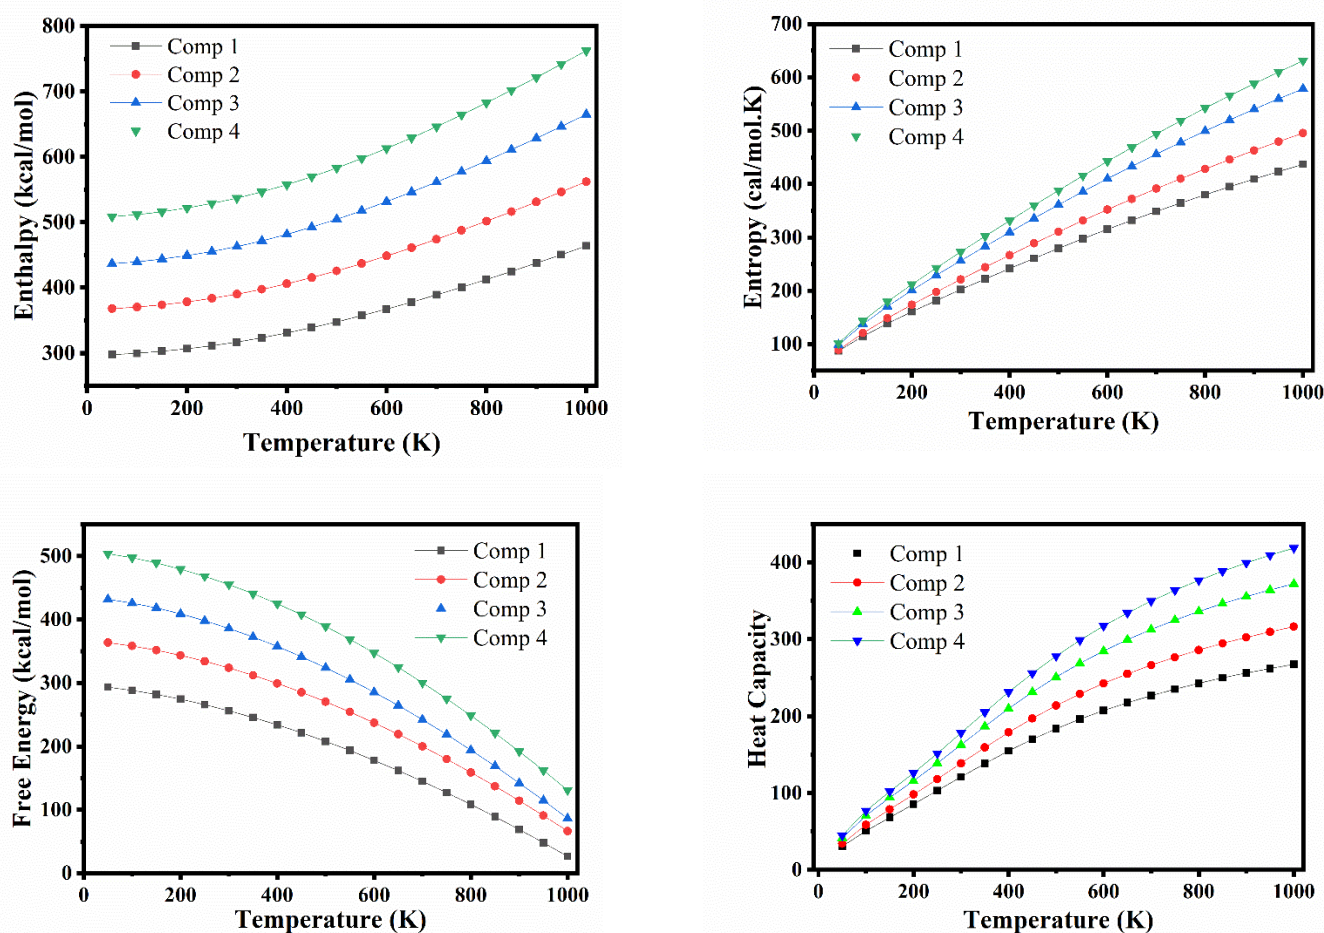 800
700
600
500
400
300
Enthalpy (kcal/mol)
Comp 1
Comp 2
Comp 3
Comp 4
0
200
400
600
800
1000
Temperature (K)
700
600
500
400
300
200
100
Entropy (cal/mol.K)
Comp 1
Comp 2
Comp 3
Comp 4
0
200
400
600
800
1000
Temperature (K)
500
400
300
200
100
0
Free Energy (kcal/mol)
Comp 1
Comp 2
Comp 3
Comp 4
0
200
400
600
800
1000
Temperature (K)
400
300
200
100
0
Heat Capacity
Comp 1
Comp 2
Comp 3
Comp 4
0
200
400
600
800
1000
Temperature (K)